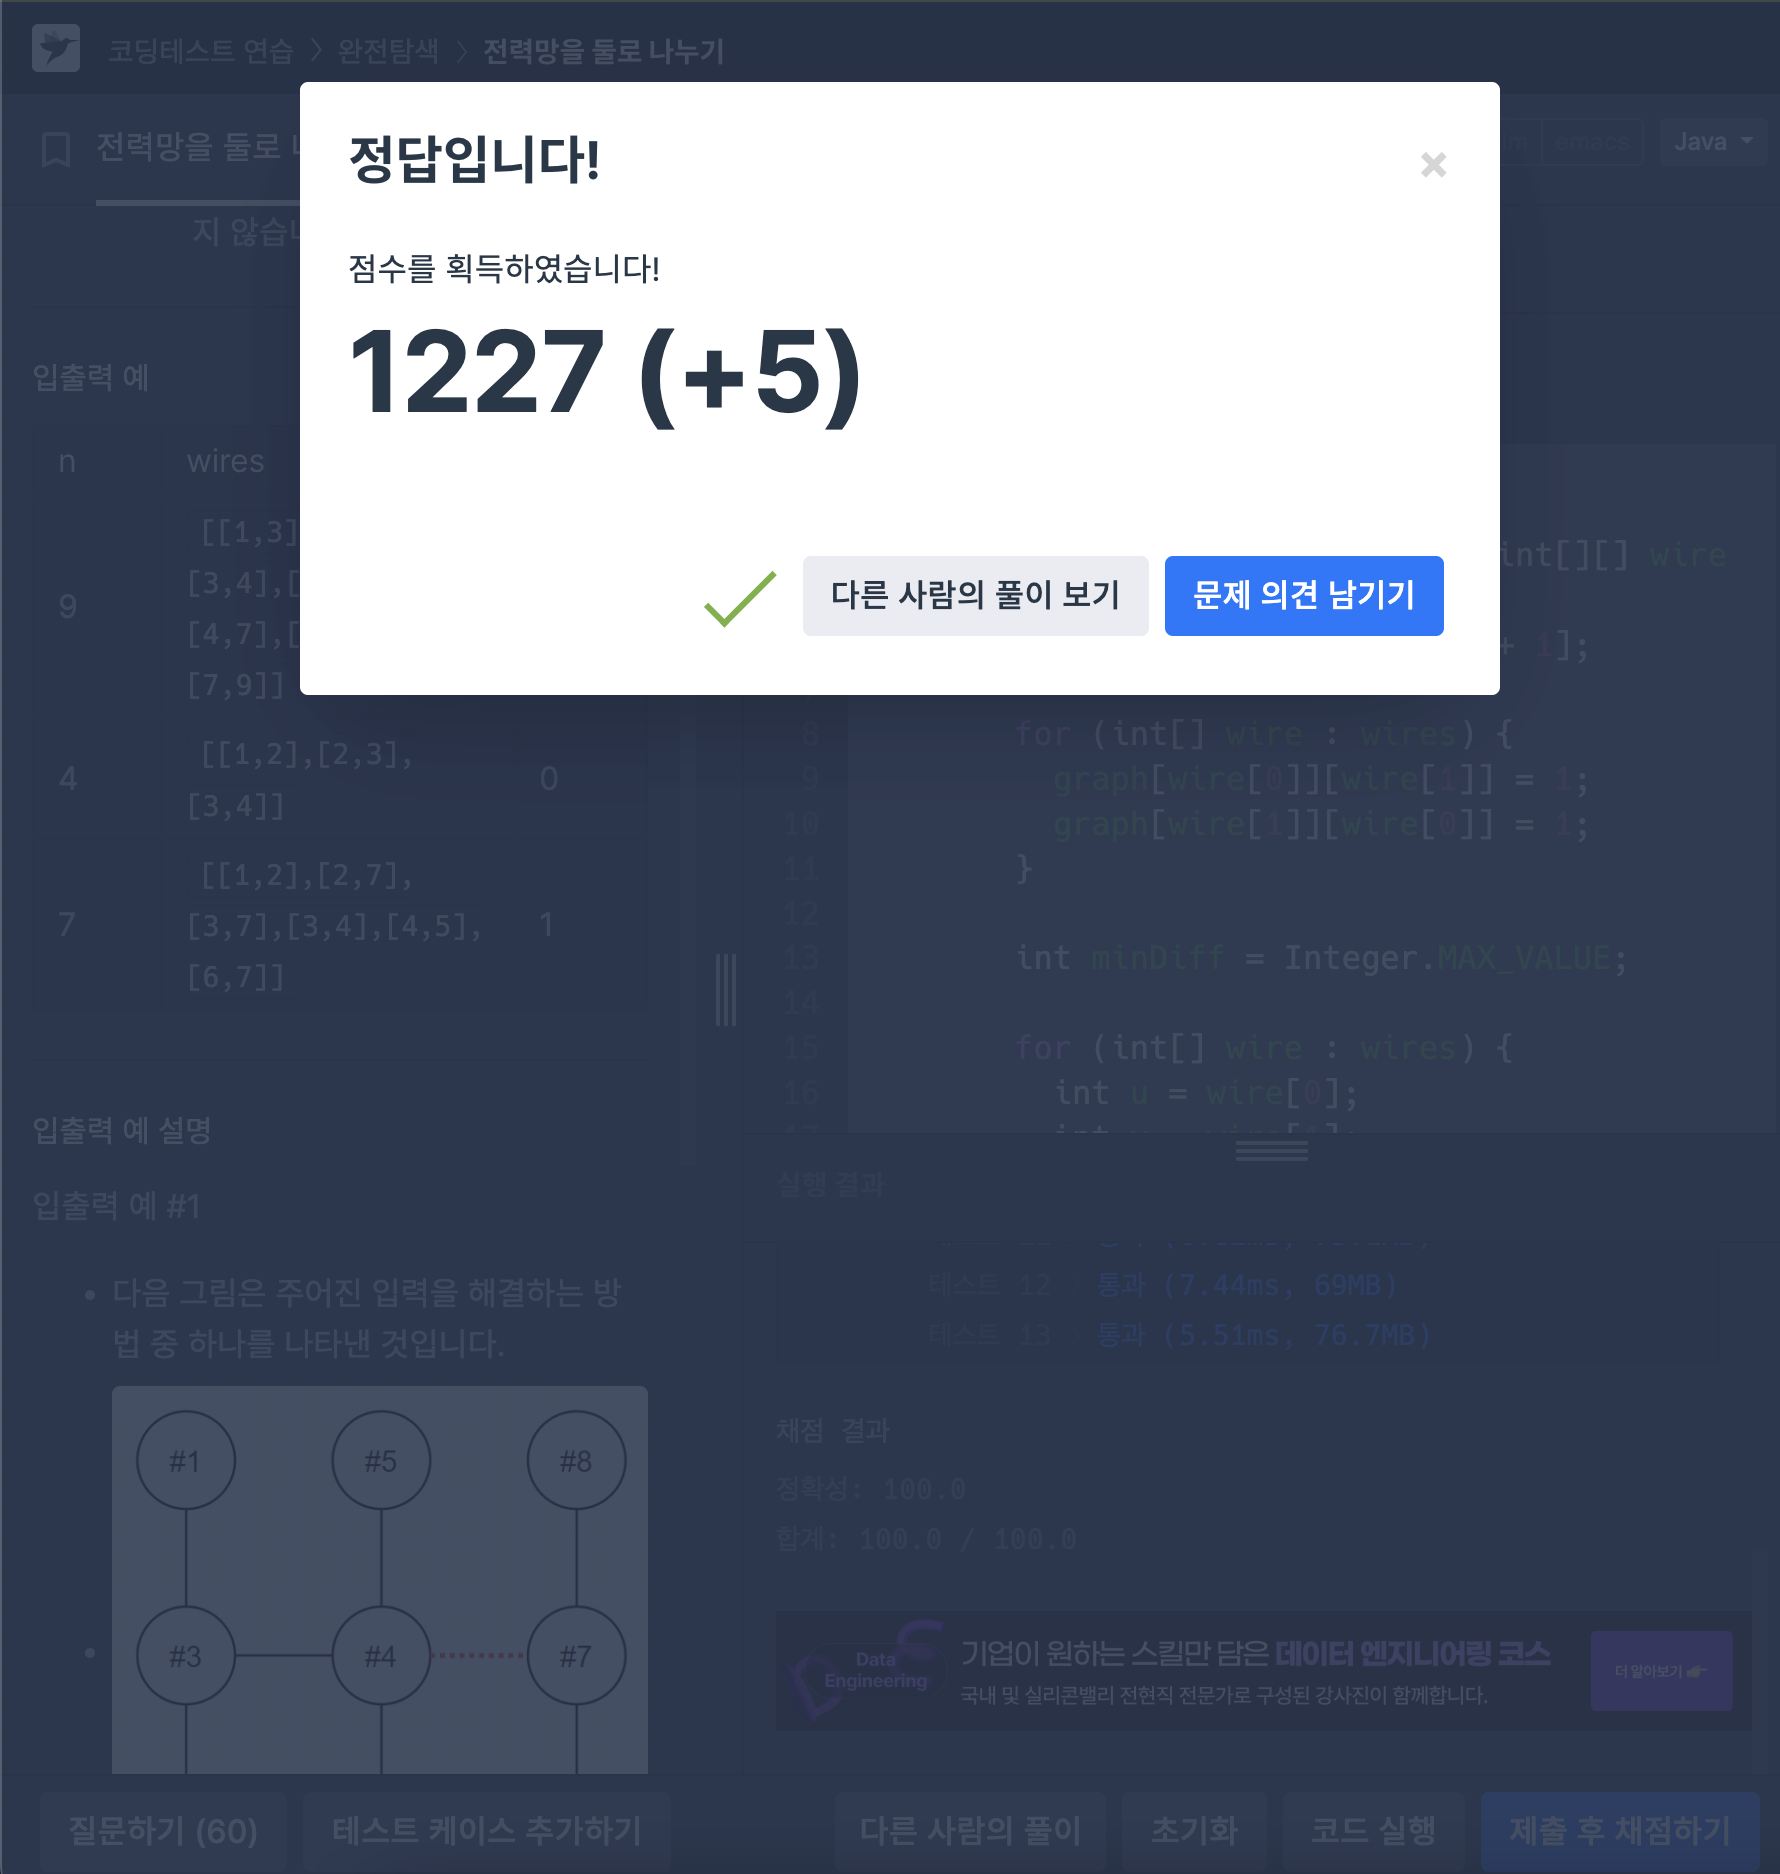 코딩테스트 연습 > 완전탐색 > 전력망을 둘로 나누기
전력망을 둘로
emacs
Java
지 않습니
정답입니다!
×
점수를 획득하였습니다!
1227 (+5)
다른 사람의 풀이 보기
문제 의견 남기기
입출력 예
n wires
9
[[1,3]
[3,4],[
[4,7],[
[7,9]]
4
[[1,2],[2,3],
[3,4]]
0
7
[[1,2],[2,7],
[3,7],[3,4],[4,5],
[6,7]]
1
입출력 예 설명
입출력 예 #1
• 다음 그림은 주어진 입력을 해결하는 방
법 중 하나를 나타낸 것입니다.
#1 #5 #8
#3 #4 #7
int[][] wire
+ 1];
8 for (int[] wire : wires) {
9 graph[wire[0]][wire[1]] = 1;
10 graph[wire[1]][wire[0]] = 1;
11 }
12
13 int minDiff = Integer.MAX_VALUE;
14
15 for (int[] wire : wires) {
16 int u = wire[0];
실행 결과
테스트 12 통과 (7.44ms, 69MB)
테스트 13 통과 (5.51ms, 76.7MB)
채점 결과
정확성: 100.0
합계: 100.0 / 100.0
Data
Engineering
기업이 원하는 스킬만 담은 데이터 엔지니어링 코스
국내 및 실리콘밸리 전현직 전문가로 구성된 강사진이 함께합니다.
더 알아보기
질문하기 (60)
테스트 케이스 추가하기
다른 사람의 풀이
초기화
코드 실행
제출 후 채점하기